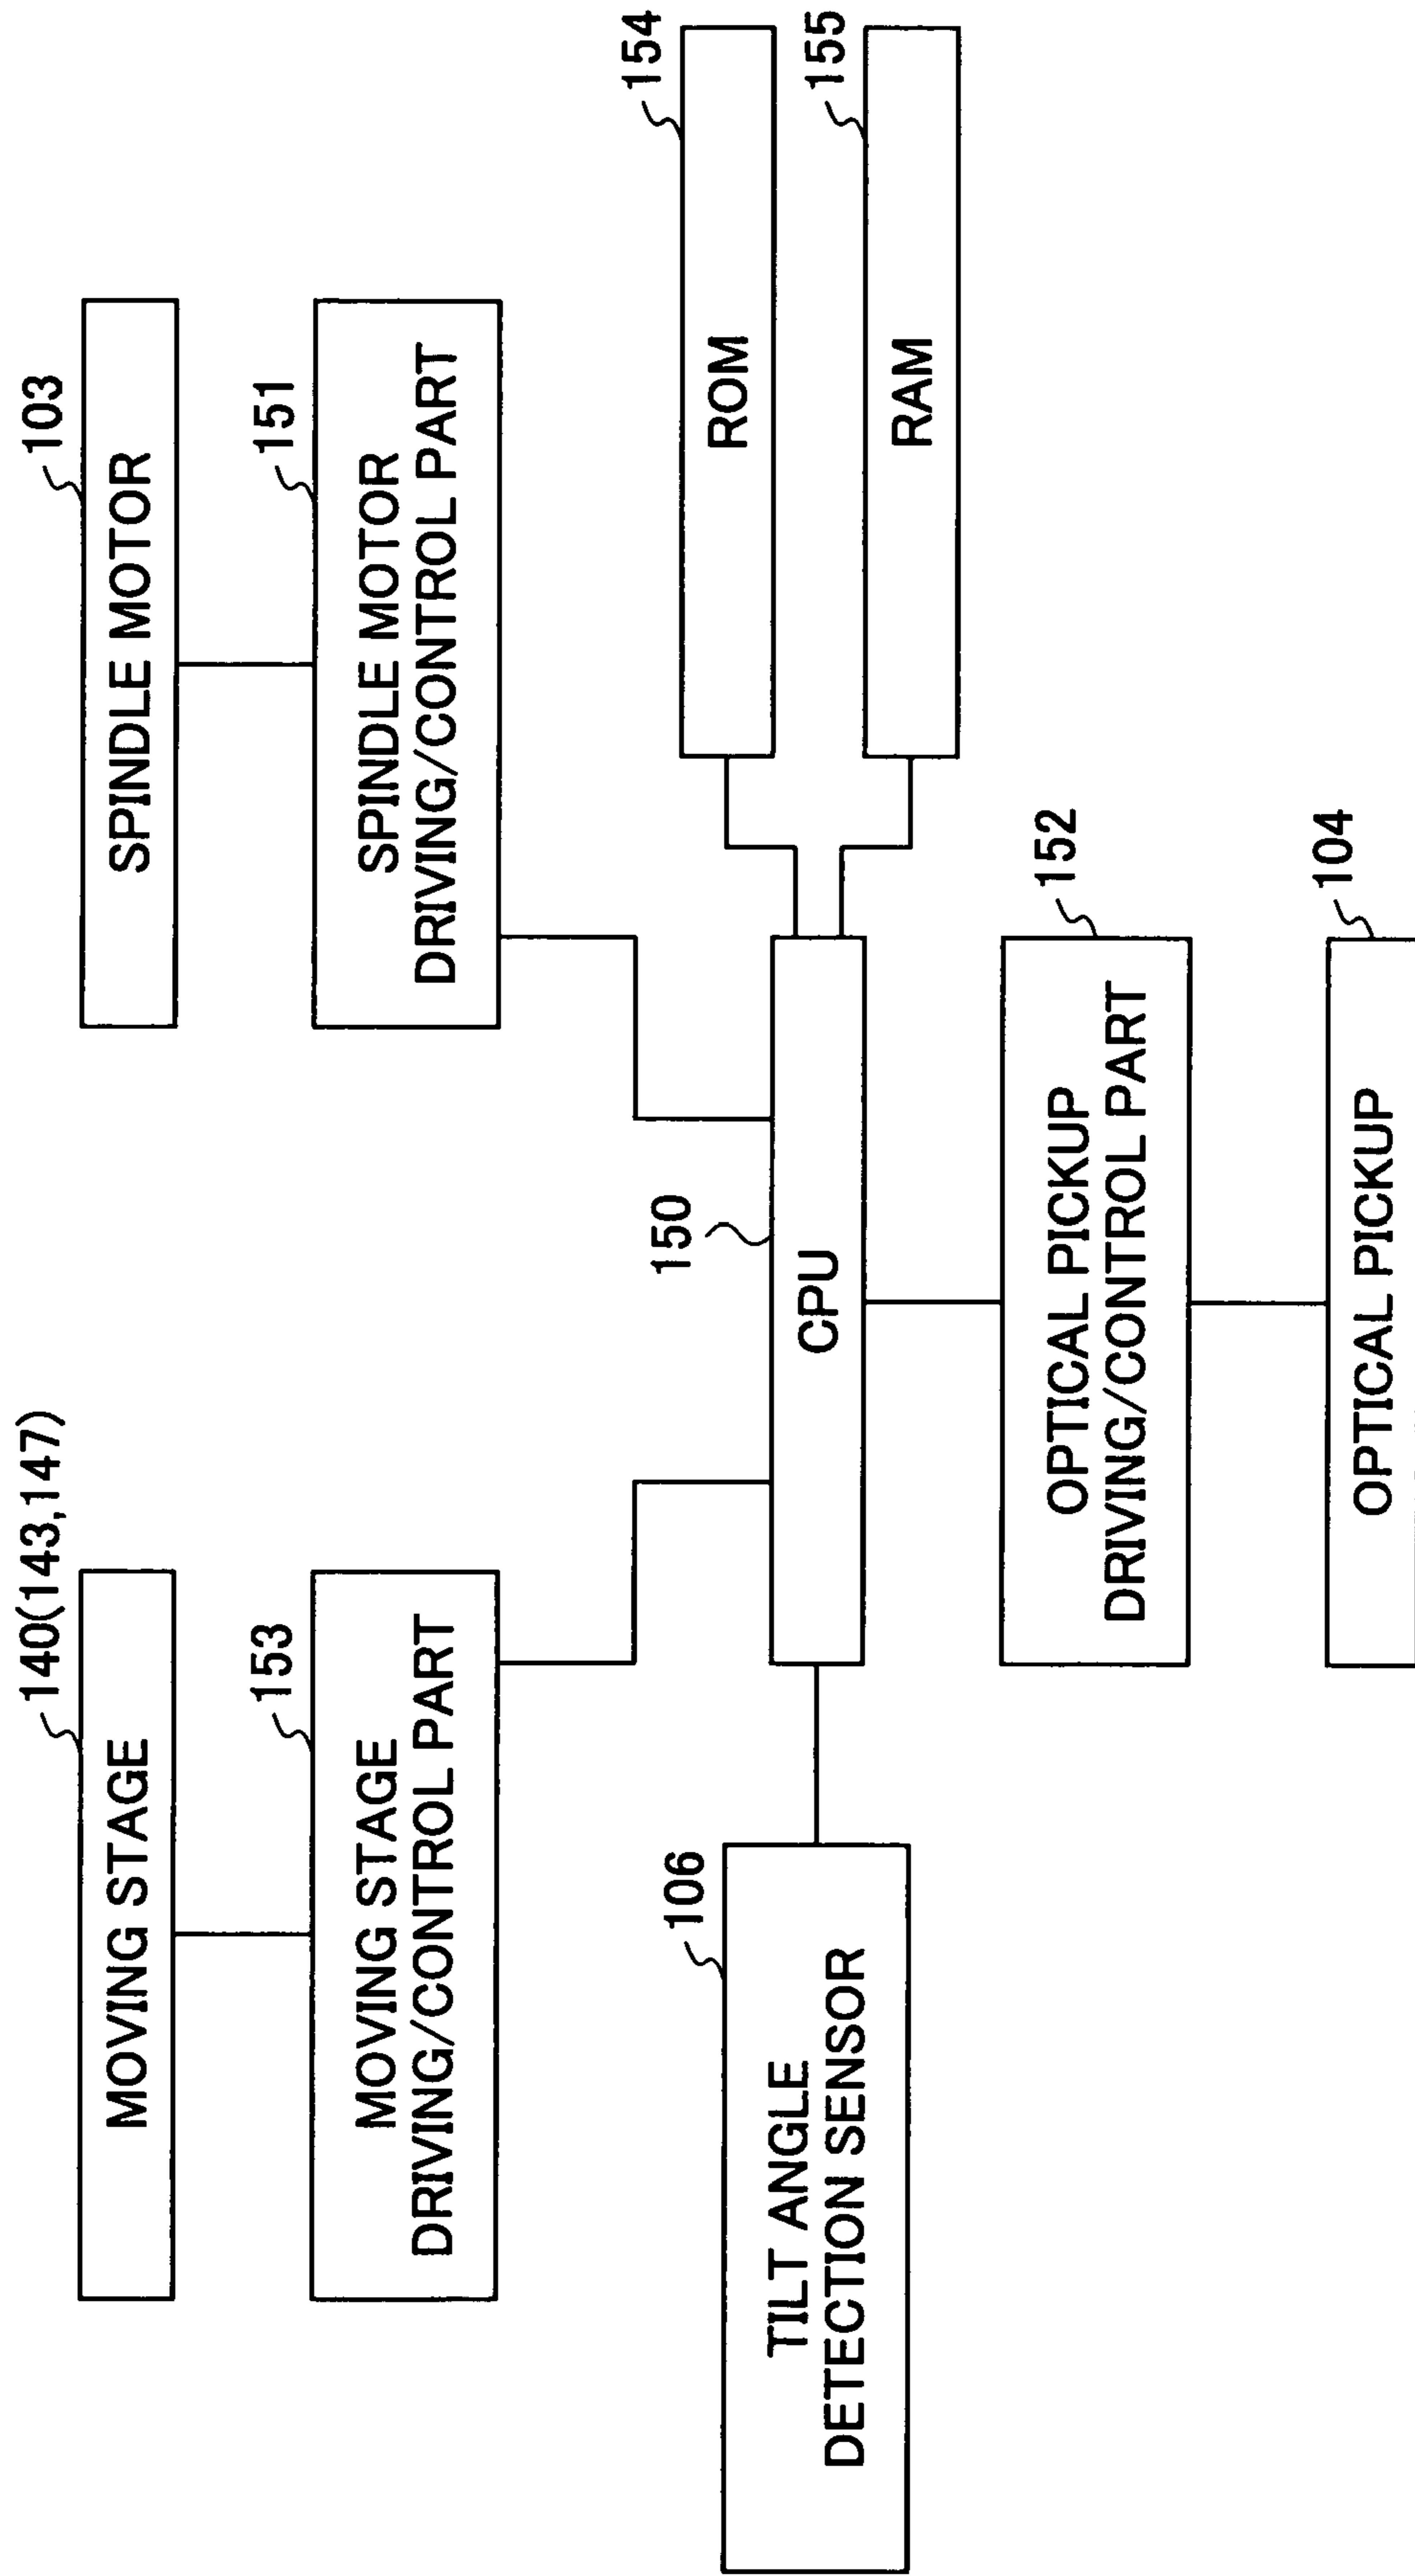 140(143,147)
MOVING STAGE
153
MOVING STAGE
DRIVING/CONTROL PART
103
SPINDLE MOTOR
151
SPINDLE MOTOR
DRIVING/CONTROL PART
106
TILT ANGLE
DETECTION SENSOR
150
CPU
154
ROM
155
RAM
152
OPTICAL PICKUP
DRIVING/CONTROL PART
104
OPTICAL PICKUP